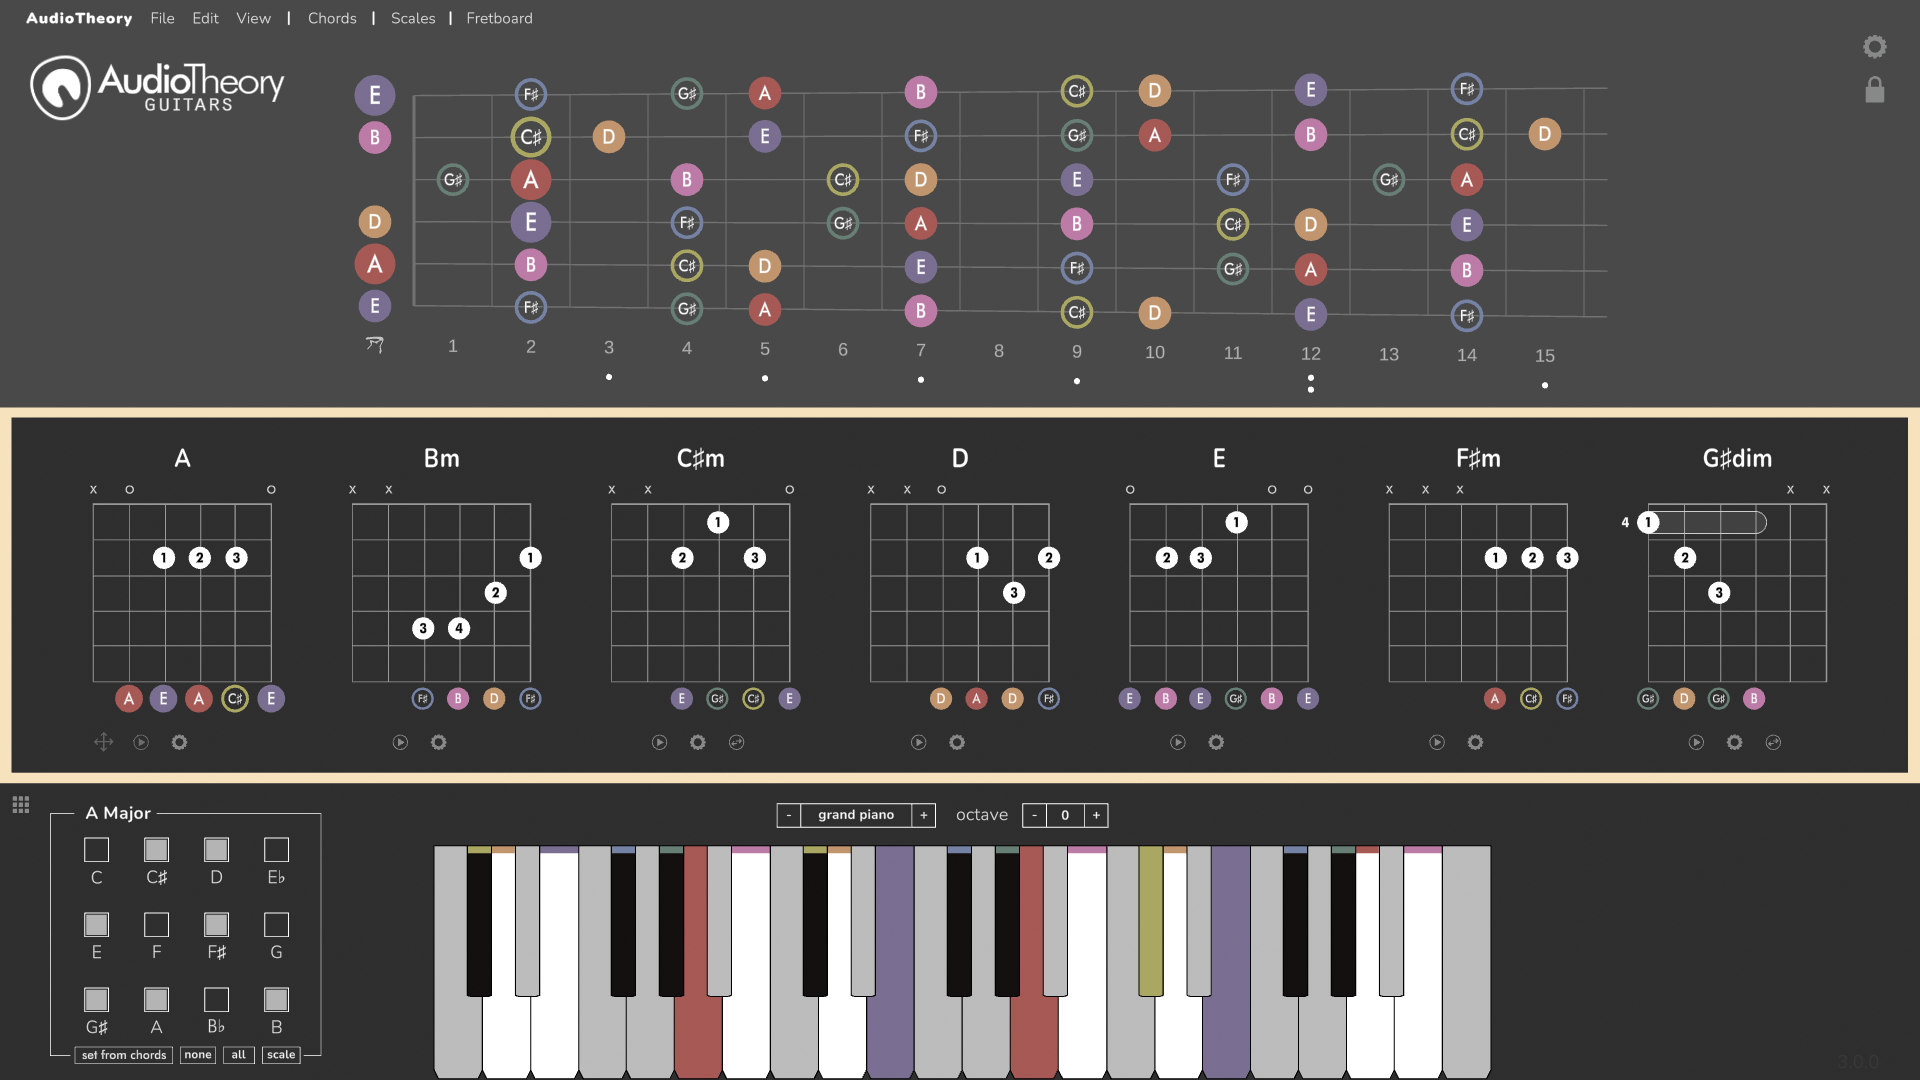 AudioTheory File Edit View | Chords | Scales | Fretboard
AudioTheory
GUITARS
E F♯ G♯ A B C♯ D E F♯
B C♯ D E F♯ G♯ A B C♯ D
G♯ A B C♯ D E F♯ G♯ A
D E F♯ G♯ A B C♯ D E
A B C♯ D E F♯ G♯ A B
E F♯ G♯ A B C♯ D E F♯
1 2 3 4 5 6 7 8 9 10 11 12 13 14 15
A Bm C♯m D E F♯m G♯dim
x o o x x x x o x x o o o o x x x x x
1 1 4 1
1 2 3 1 2 3 1 2 2 3 1 2 3 2
2 3 3
3 4
A E A C♯ E F♯ B D F♯ E G♯ C♯ E D A D F♯ E B E G♯ B E A C♯ F♯ G♯ D G♯ B
A Major
C C♯ D E♭
E F F♯ G
G♯ A B♭ B
set from chords none all scale
- grand piano + octave - 0 +
3.0.0